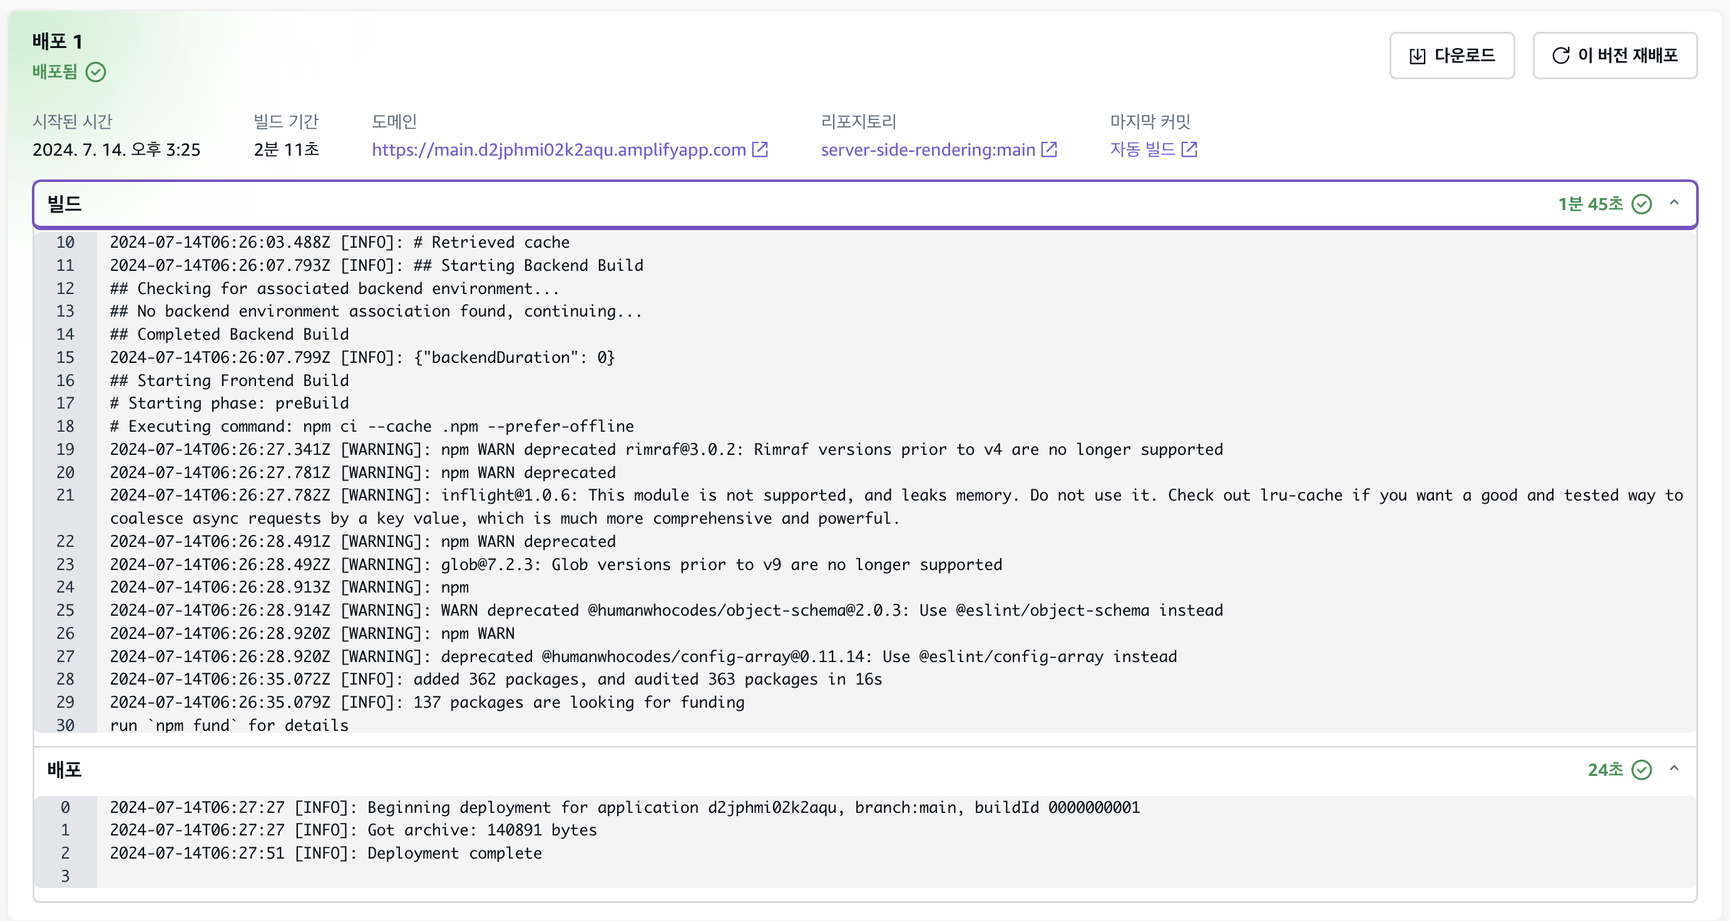 배포 1
배포됨
다운로드
이 버전 재배포
시작된 시간
빌드 기간
도메인
리포지토리
마지막 커밋
2024. 7. 14. 오후 3:25
2분 11초
https://main.d2jphmi02k2aqu.amplifyapp.com
server-side-rendering:main
자동 빌드
빌드
1분 45초
10 2024-07-14T06:26:03.488Z [INFO]: # Retrieved cache
11 2024-07-14T06:26:07.793Z [INFO]: ## Starting Backend Build
12 ## Checking for associated backend environment...
13 ## No backend environment association found, continuing...
14 ## Completed Backend Build
15 2024-07-14T06:26:07.799Z [INFO]: {"backendDuration": 0}
16 ## Starting Frontend Build
17 # Starting phase: preBuild
18 # Executing command: npm ci --cache .npm --prefer-offline
19 2024-07-14T06:26:27.341Z [WARNING]: npm WARN deprecated rimraf@3.0.2: Rimraf versions prior to v4 are no longer supported
20 2024-07-14T06:26:27.781Z [WARNING]: npm WARN deprecated
21 2024-07-14T06:26:27.782Z [WARNING]: inflight@1.0.6: This module is not supported, and leaks memory. Do not use it. Check out lru-cache if you want a good and tested way to
coalesce async requests by a key value, which is much more comprehensive and powerful.
22 2024-07-14T06:26:28.491Z [WARNING]: npm WARN deprecated
23 2024-07-14T06:26:28.492Z [WARNING]: glob@7.2.3: Glob versions prior to v9 are no longer supported
24 2024-07-14T06:26:28.913Z [WARNING]: npm
25 2024-07-14T06:26:28.914Z [WARNING]: WARN deprecated @humanwhocodes/object-schema@2.0.3: Use @eslint/object-schema instead
26 2024-07-14T06:26:28.920Z [WARNING]: npm WARN
27 2024-07-14T06:26:28.920Z [WARNING]: deprecated @humanwhocodes/config-array@0.11.14: Use @eslint/config-array instead
28 2024-07-14T06:26:35.072Z [INFO]: added 362 packages, and audited 363 packages in 16s
29 2024-07-14T06:26:35.079Z [INFO]: 137 packages are looking for funding
30 run `npm fund` for details
배포
24초
0 2024-07-14T06:27:27 [INFO]: Beginning deployment for application d2jphmi02k2aqu, branch:main, buildId 0000000001
1 2024-07-14T06:27:27 [INFO]: Got archive: 140891 bytes
2 2024-07-14T06:27:51 [INFO]: Deployment complete
3